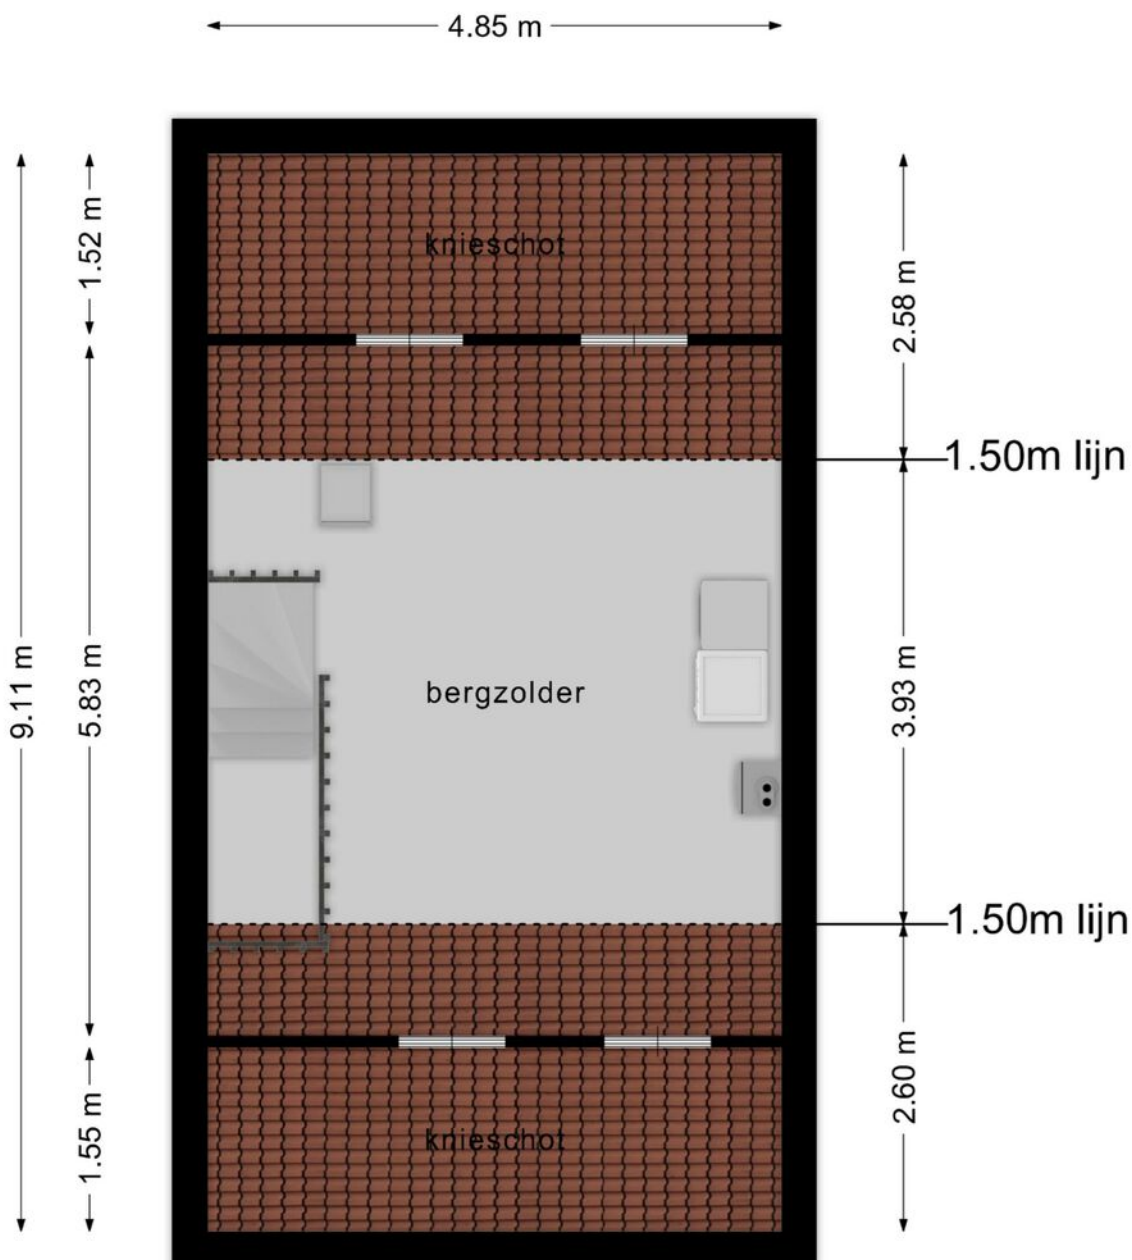 4.85 m
1.52 m
knieschot
2.58 m
1.50m lijn
9.11 m
5.83 m
bergzolder
3.93 m
1.50m lijn
1.55 m
knieschot
2.60 m